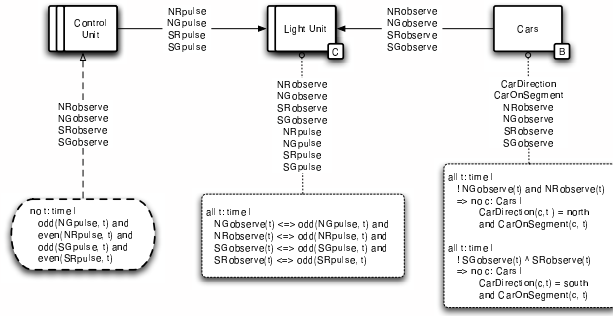 Control
Unit
NRpulse
NGpulse
SRpulse
SGpulse
Light Unit
C
NRobserve
NGobserve
SRobserve
SGobserve
Cars
B
NRobserve
NGobserve
SRobserve
SGobserve
NRobserve
NGobserve
SRobserve
SGobserve
NRpulse
NGpulse
SRpulse
SGpulse
CarDirection
CarOnSegment
NRobserve
NGobserve
SRobserve
SGobserve
no t: time |
odd(NGpulse, t) and
even(NRpulse, t) and
odd(SGpulse, t) and
even(SRpulse, t)
all t: time |
NGobserve(t) <=> odd(NGpulse, t) and
NRobserve(t) <=> odd(NRpulse, t) and
SGobserve(t) <=> odd(SGpulse, t) and
SRobserve(t) <=> odd(SRpulse, t)
all t: time |
! NGobserve(t) and NRobserve(t)
=> no c: Cars |
CarDirection(c,t) = north
and CarOnSegment(c, t)
all t: time |
! SGobserve(t) ^ SRobserve(t)
=> no c: Cars |
CarDirection(c,t) = south
and CarOnSegment(c, t)